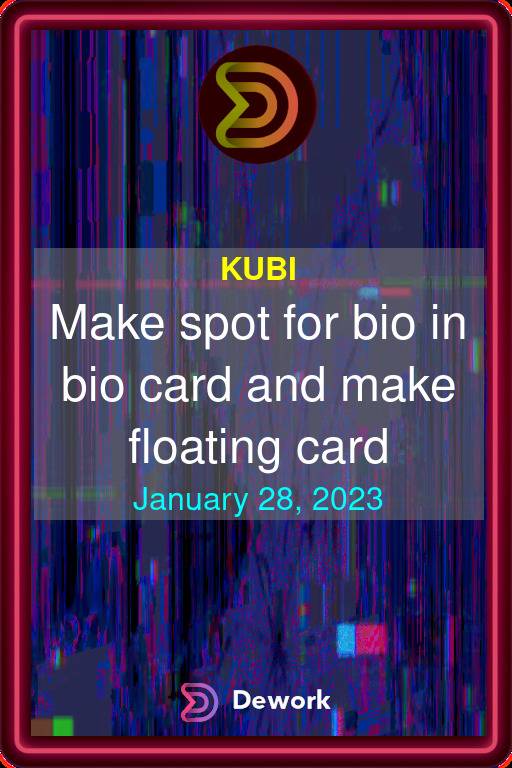 KUBI
Make spot for bio in
bio card and make
floating card
January 28, 2023
Dework